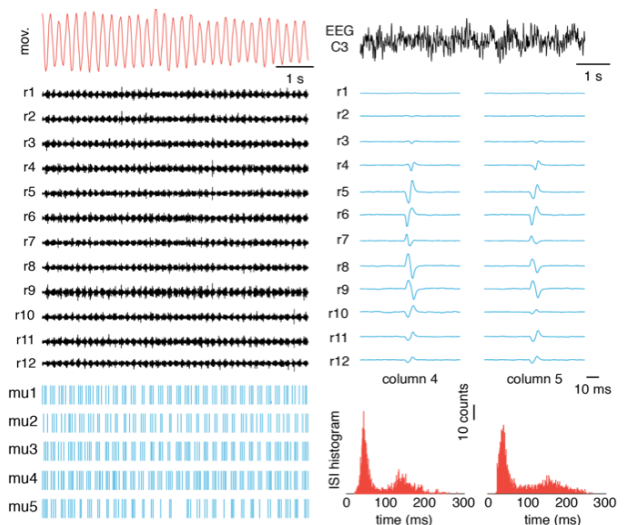 mov.
1 s
r1
r2
r3
r4
r5
r6
r7
r8
r9
r10
r11
r12
mu1
mu2
mu3
mu4
mu5
EEG
C3
1 s
r1
r2
r3
r4
r5
r6
r7
r8
r9
r10
r11
r12
column 4
column 5
10 ms
10 counts
ISI histogram
0 100 200 300
time (ms)
0 100 200 300
time (ms)